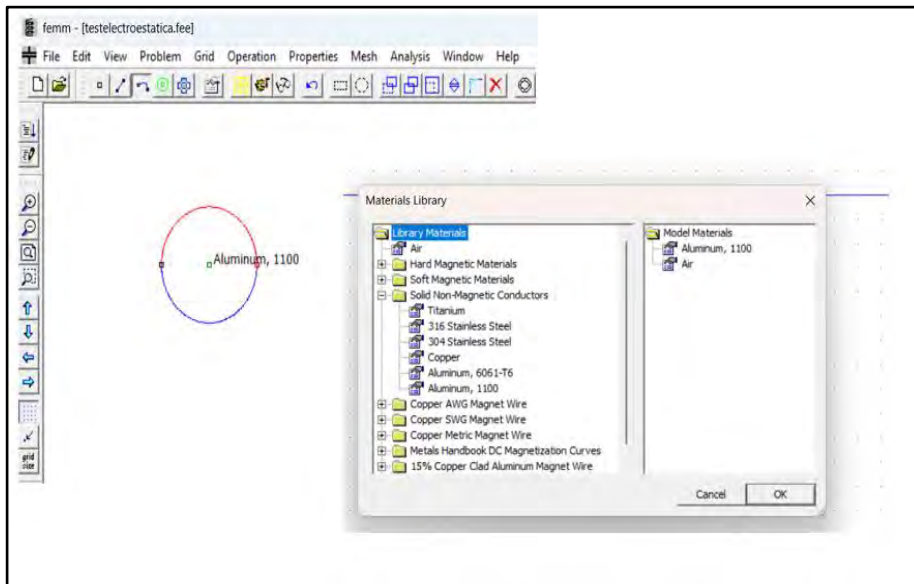 femm - [testelectroestatica.fee]
File Edit View Problem Grid Operation Properties Mesh Analysis Window Help
grid
size
Aluminum, 1100
Materials Library
Library Materials
Air
Hard Magnetic Materials
Soft Magnetic Materials
Solid Non-Magnetic Conductors
Titanium
316 Stainless Steel
304 Stainless Steel
Copper
Aluminum, 6061-T6
Aluminum, 1100
Copper AWG Magnet Wire
Copper SWG Magnet Wire
Copper Metric Magnet Wire
Metals Handbook DC Magnetization Curves
15% Copper Clad Aluminum Magnet Wire
Model Materials
Aluminum, 1100
Air
Cancel OK